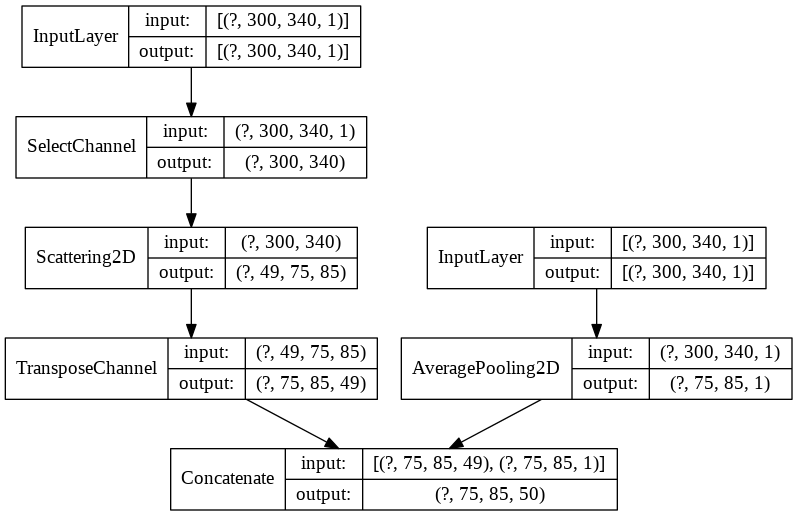 InputLayer
input: [(?, 300, 340, 1)]
output: [(?, 300, 340, 1)]
SelectChannel
input: (?, 300, 340, 1)
output: (?, 300, 340)
Scattering2D
input: (?, 300, 340)
output: (?, 49, 75, 85)
InputLayer
input: [(?, 300, 340, 1)]
output: [(?, 300, 340, 1)]
TransposeChannel
input: (?, 49, 75, 85)
output: (?, 75, 85, 49)
AveragePooling2D
input: (?, 300, 340, 1)
output: (?, 75, 85, 1)
Concatenate
input: [(?, 75, 85, 49), (?, 75, 85, 1)]
output: (?, 75, 85, 50)